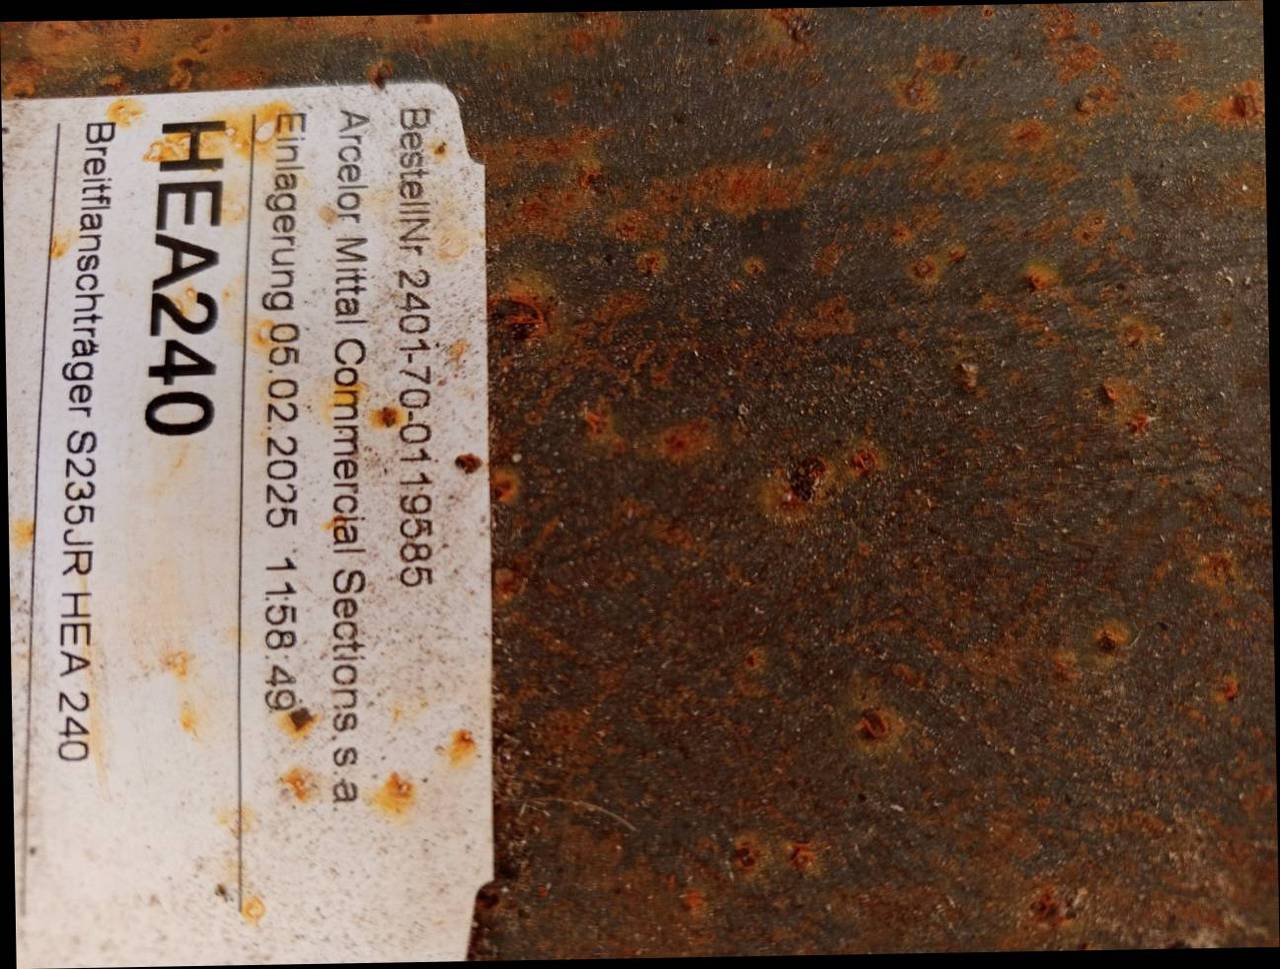 BestellNr 2401-70-0119585
Arcelor Mittal Commercial Sections s.a.
Einlagerung 05.02.2025 11:58:49
HEA240
Breitflanschträger S235JR HEA 240